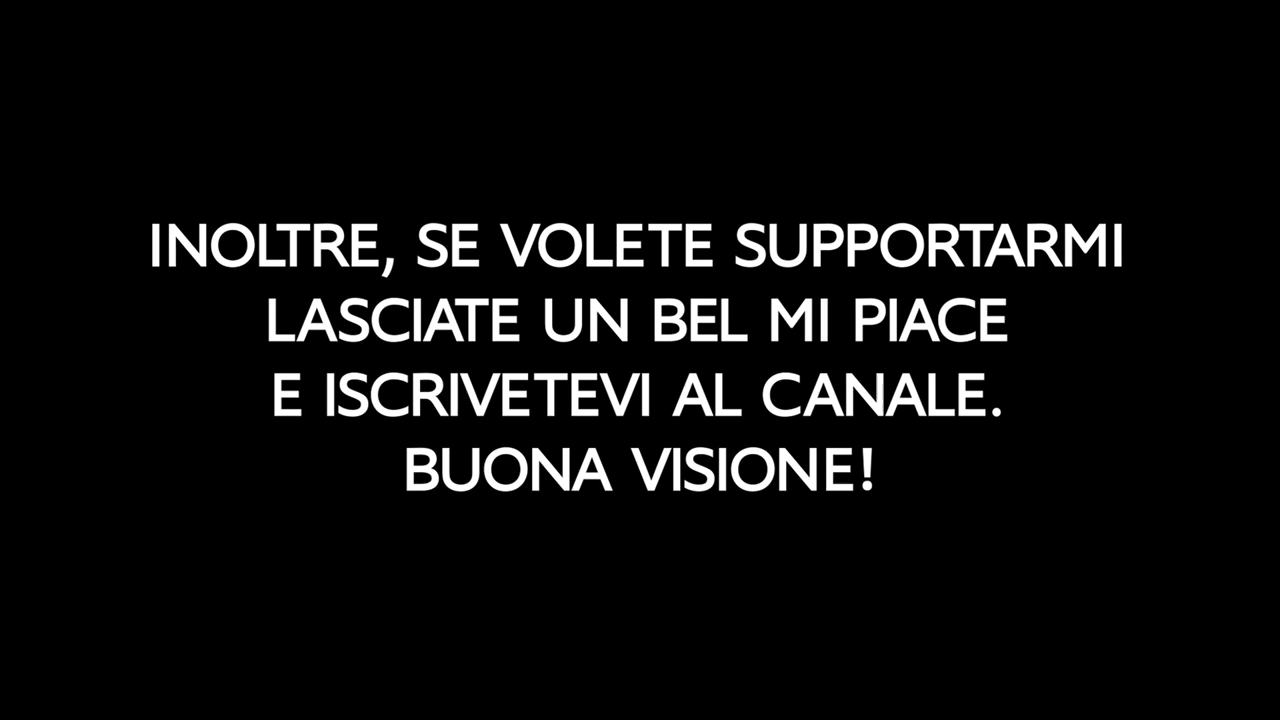 INOLTRE, SE VOLETE SUPPORTARMI
LASCIATE UN BEL MI PIACE
E ISCRIVETEVI AL CANALE.
BUONA VISIONE!